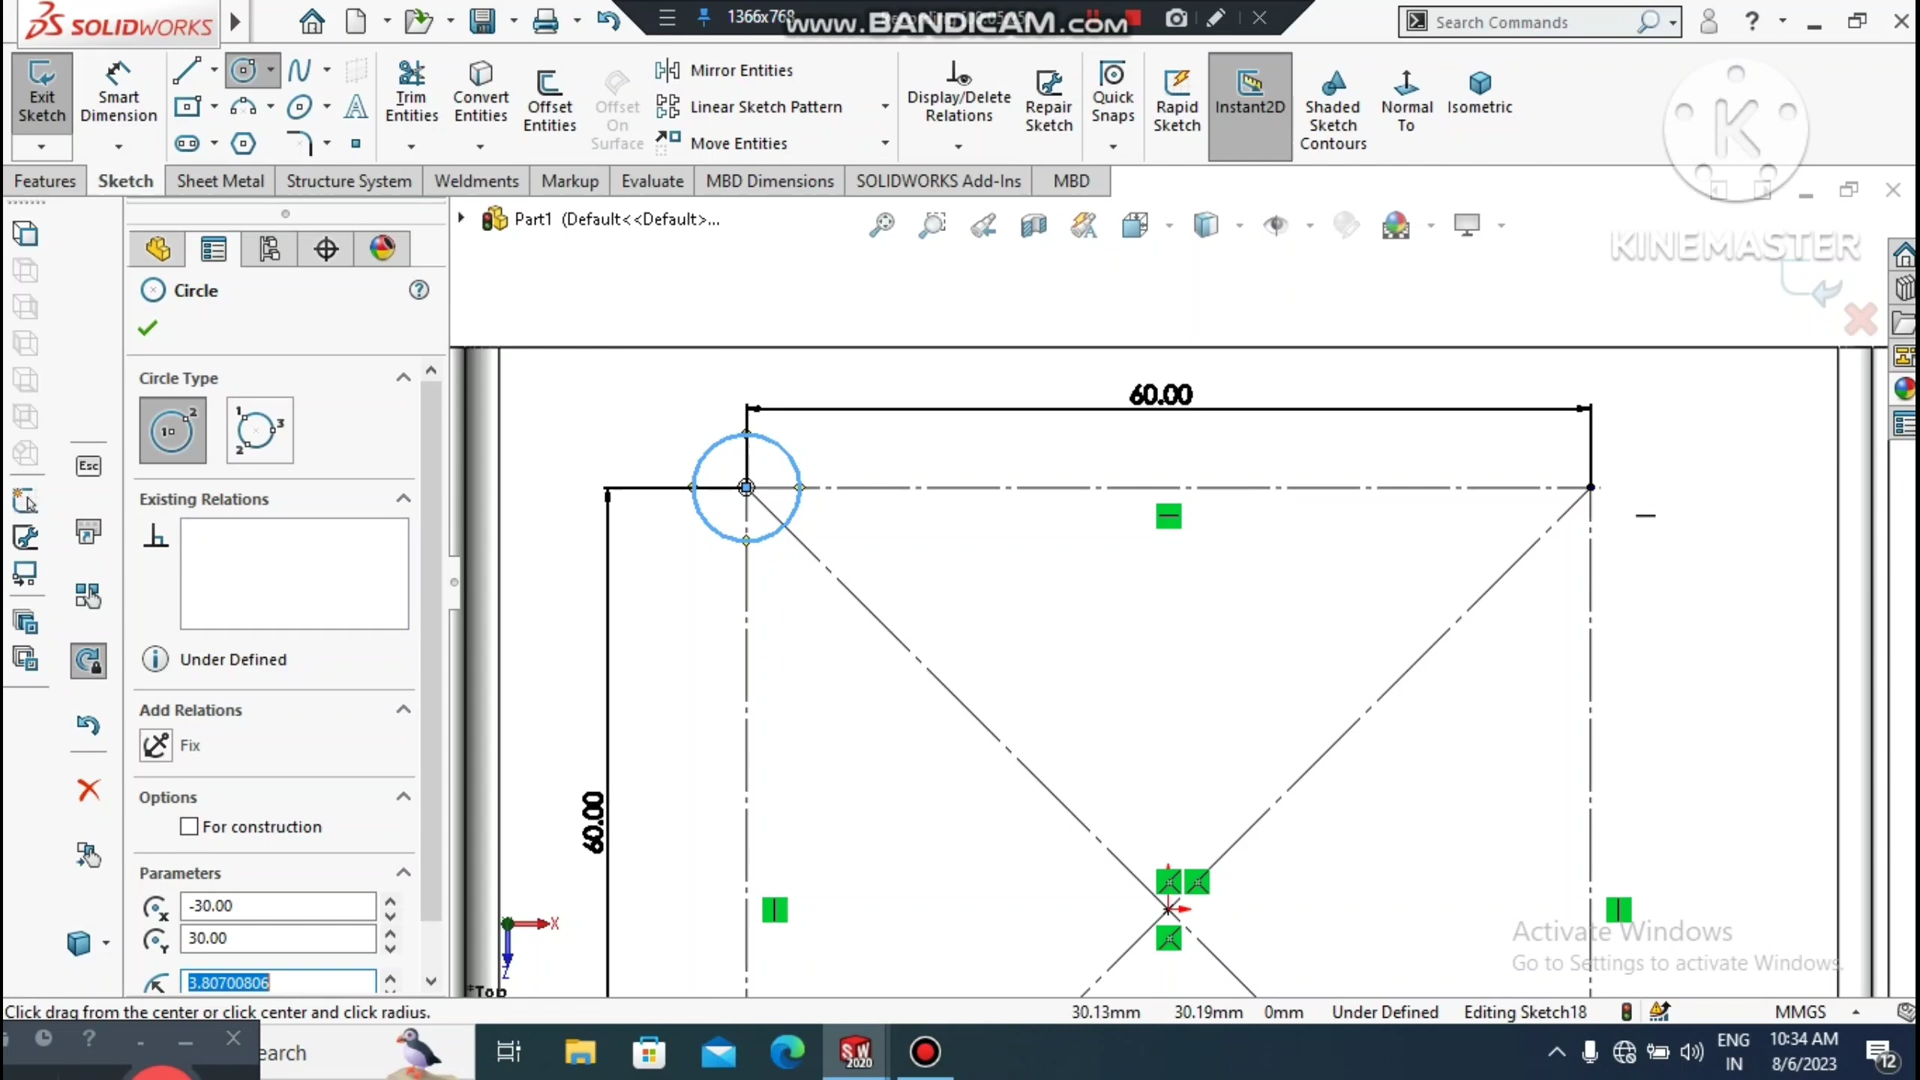 SOLIDWORKS
1366x768
www.BANDICAM.com
Search Commands
Exit Sketch
Smart Dimension
Trim Entities
Convert Entities
Offset Entities
Offset On Surface
Mirror Entities
Linear Sketch Pattern
Move Entities
Display/Delete Relations
Repair Sketch
Quick Snaps
Rapid Sketch
Instant2D
Shaded Sketch Contours
Normal To
Isometric
K
KINEMASTER
Features
Sketch
Sheet Metal
Structure System
Weldments
Markup
Evaluate
MBD Dimensions
SOLIDWORKS Add-Ins
MBD
Part1 (Default<<Default>...
Circle
Circle Type
Esc
Existing Relations
Under Defined
Add Relations
Fix
Options
For construction
Parameters
-30.00
30.00
3.80700806
60.00
60.00
X
Z
*Top
Activate Windows
Go to Settings to activate Windows.
Click drag from the center or click center and click radius.
30.13mm
30.19mm
0mm
Under Defined
Editing Sketch18
MMGS
earch
SW
2020
ENG
IN
10:34 AM
8/6/2023
12